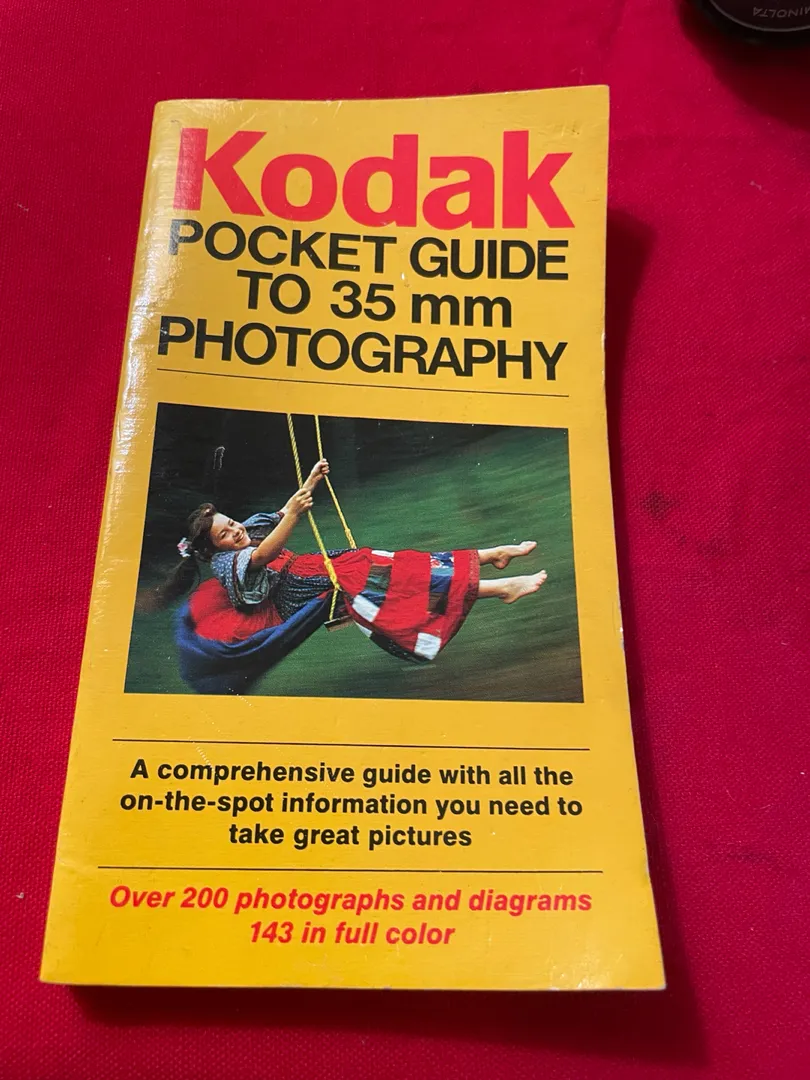 MINOLTA
Kodak
POCKET GUIDE
TO 35 mm
PHOTOGRAPHY
A comprehensive guide with all the
on-the-spot information you need to
take great pictures
Over 200 photographs and diagrams
143 in full color